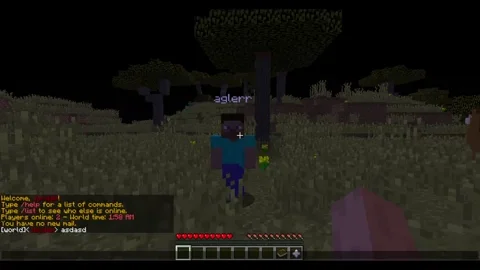 aglerr
Welcome, !
Type /help for a list of commands.
Type /list to see who else is online.
Players online: 2 - World time: 1:58 AM
You have no new mail.
[world]< > asdasd